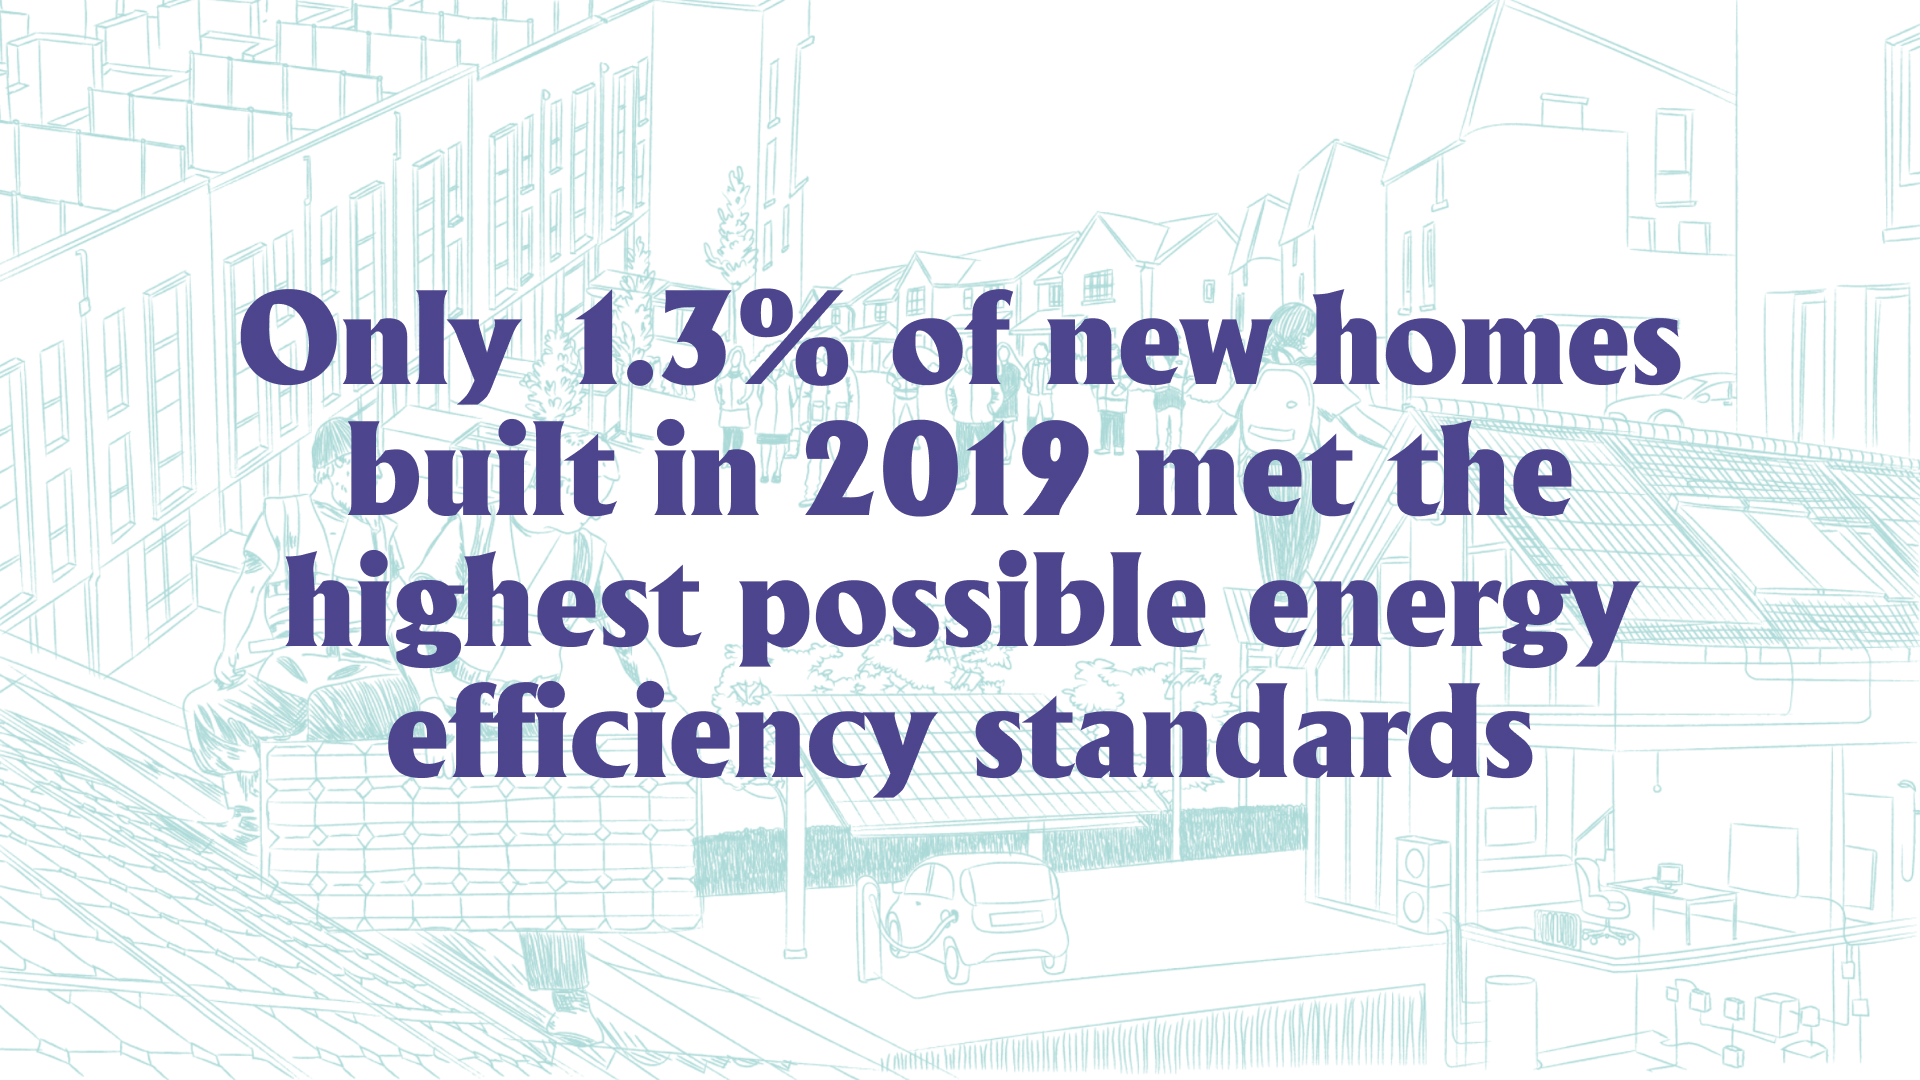 Only 1.3% of new homes
built in 2019 met the
highest possible energy
efficiency standards